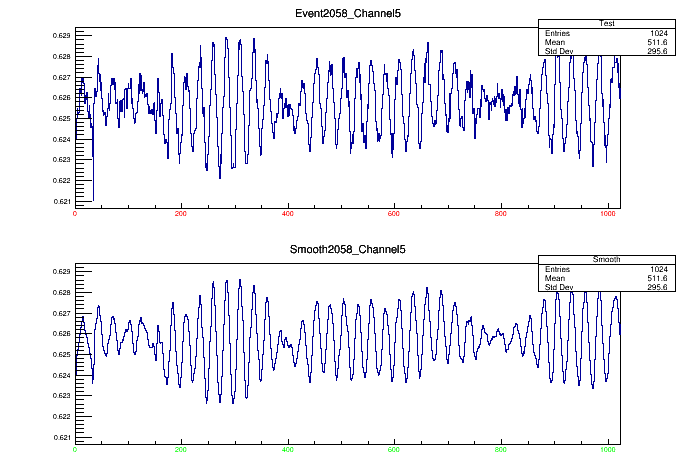 Event2058_Channel5
Test
Entries 1024
Mean 511.6
Std Dev 295.6
0.629
0.628
0.627
0.626
0.625
0.624
0.623
0.622
0.621
0 200 400 600 800 1000
Smooth2058_Channel5
Smooth
Entries 1024
Mean 511.6
Std Dev 295.6
0.629
0.628
0.627
0.626
0.625
0.624
0.623
0.622
0.621
0 200 400 600 800 1000